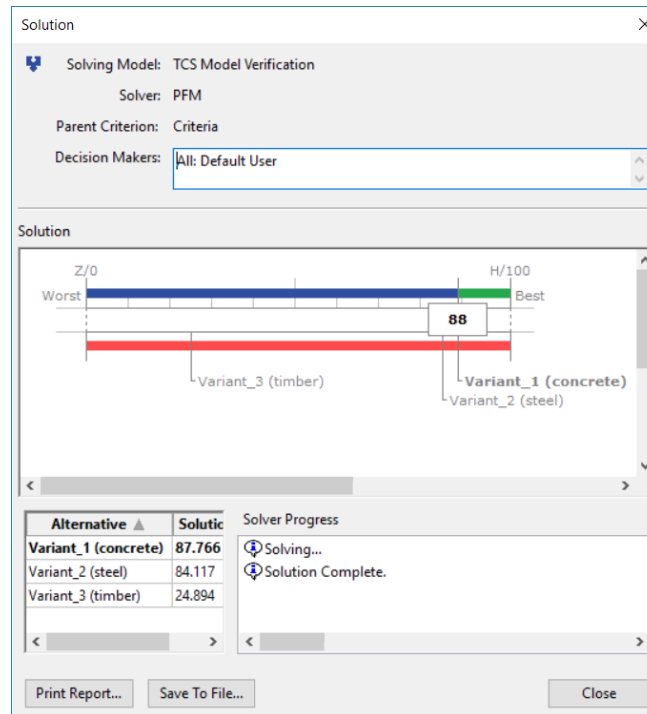 Solution
Solving Model: TCS Model Verification
Solver: PFM
Parent Criterion: Criteria
Decision Makers: All: Default User
Solution
Z/0 H/100
Worst Best
88
Variant_3 (timber) Variant_1 (concrete)
Variant_2 (steel)
Alternative Solutic Solver Progress
Variant_1 (concrete) 87.766 Solving...
Variant_2 (steel) 84.117 Solution Complete.
Variant_3 (timber) 24.894
Print Report... Save To File... Close